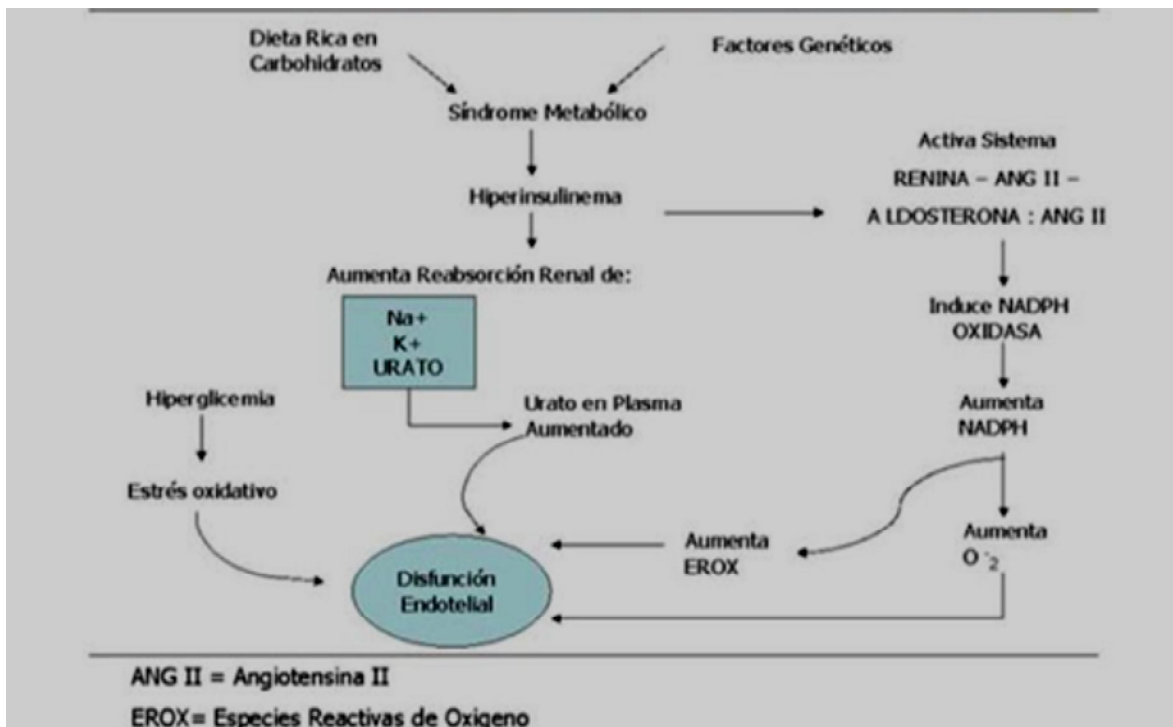 Dieta Rica en
Carbohidratos
Factores Genéticos
Síndrome Metabólico
Activa Sistema
RENINA – ANG II –
A LDOSTERONA : ANG II
Hiperinsulinema
Aumenta Reabsorción Renal de:
Na+
K+
URATO
Induce NADPH
OXIDASA
Hiperglicemia
Urato en Plasma
Aumentado
Aumenta
NADPH
Estrés oxidativo
Aumenta
EROX
Aumenta
O⁻₂
Disfunción
Endotelial
ANG II = Angiotensina II
EROX= Especies Reactivas de Oxigeno